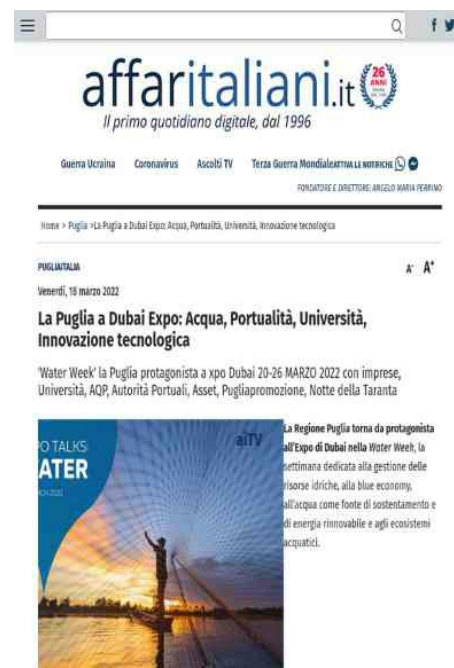 affaritaliani.it
26
ANNI
Il primo quotidiano digitale, dal 1996
Guerra Ucraina Coronavirus Ascolti TV Terza Guerra Mondiale ATTIVA LE NOTIFICHE
FONDATORE E DIRETTORE: ANGELO MARIA PERRINO
Home > Puglia >La Puglia a Dubai Expo: Acqua, Portualità, Università, Innovazione tecnologica
PUGLIAITALIA
A- A+
Venerdì, 18 marzo 2022
La Puglia a Dubai Expo: Acqua, Portualità, Università,
Innovazione tecnologica
'Water Week' la Puglia protagonista a xpo Dubai 20-26 MARZO 2022 con imprese,
Università, AQP, Autorità Portuali, Asset, Pugliapromozione, Notte della Taranta
O TALKS:
ATER
aiTV
La Regione Puglia torna da protagonista
all'Expo di Dubai nella Water Week, la
settimana dedicata alla gestione delle
risorse idriche, alla blue economy,
all'acqua come fonte di sostentamento e
di energia rinnovabile e agli ecosistemi
acquatici.